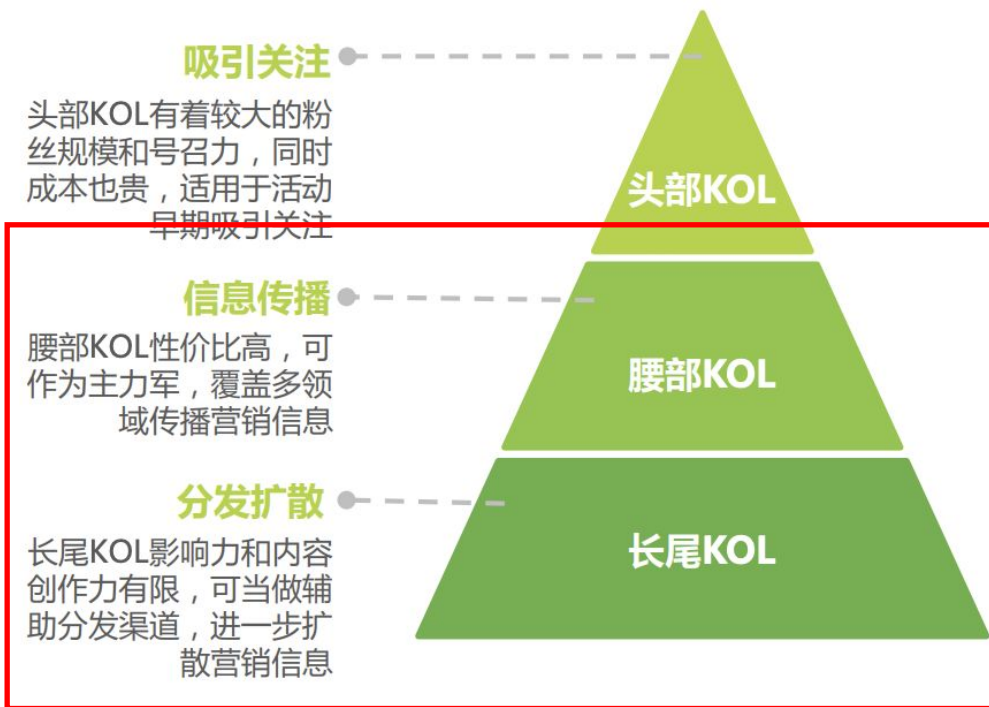 吸引关注
头部KOL有着较大的粉
丝规模和号召力，同时
成本也贵，适用于活动
早期吸引关注
头部KOL
信息传播
腰部KOL性价比高，可
作为主力军，覆盖多领
域传播营销信息
腰部KOL
分发扩散
长尾KOL影响力和内容
创作力有限，可当做辅
助分发渠道，进一步扩
散营销信息
长尾KOL